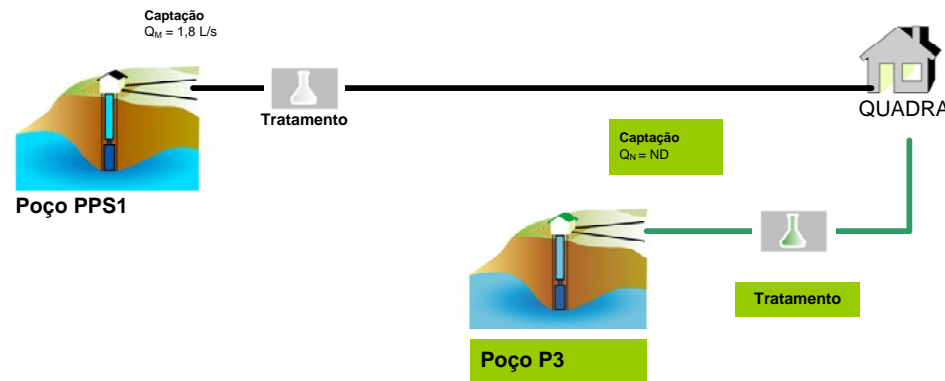 Captação
QM = 1,8 L/s
Tratamento
QUADRA
Poço PPS1
Captação
QN = ND
Tratamento
Poço P3